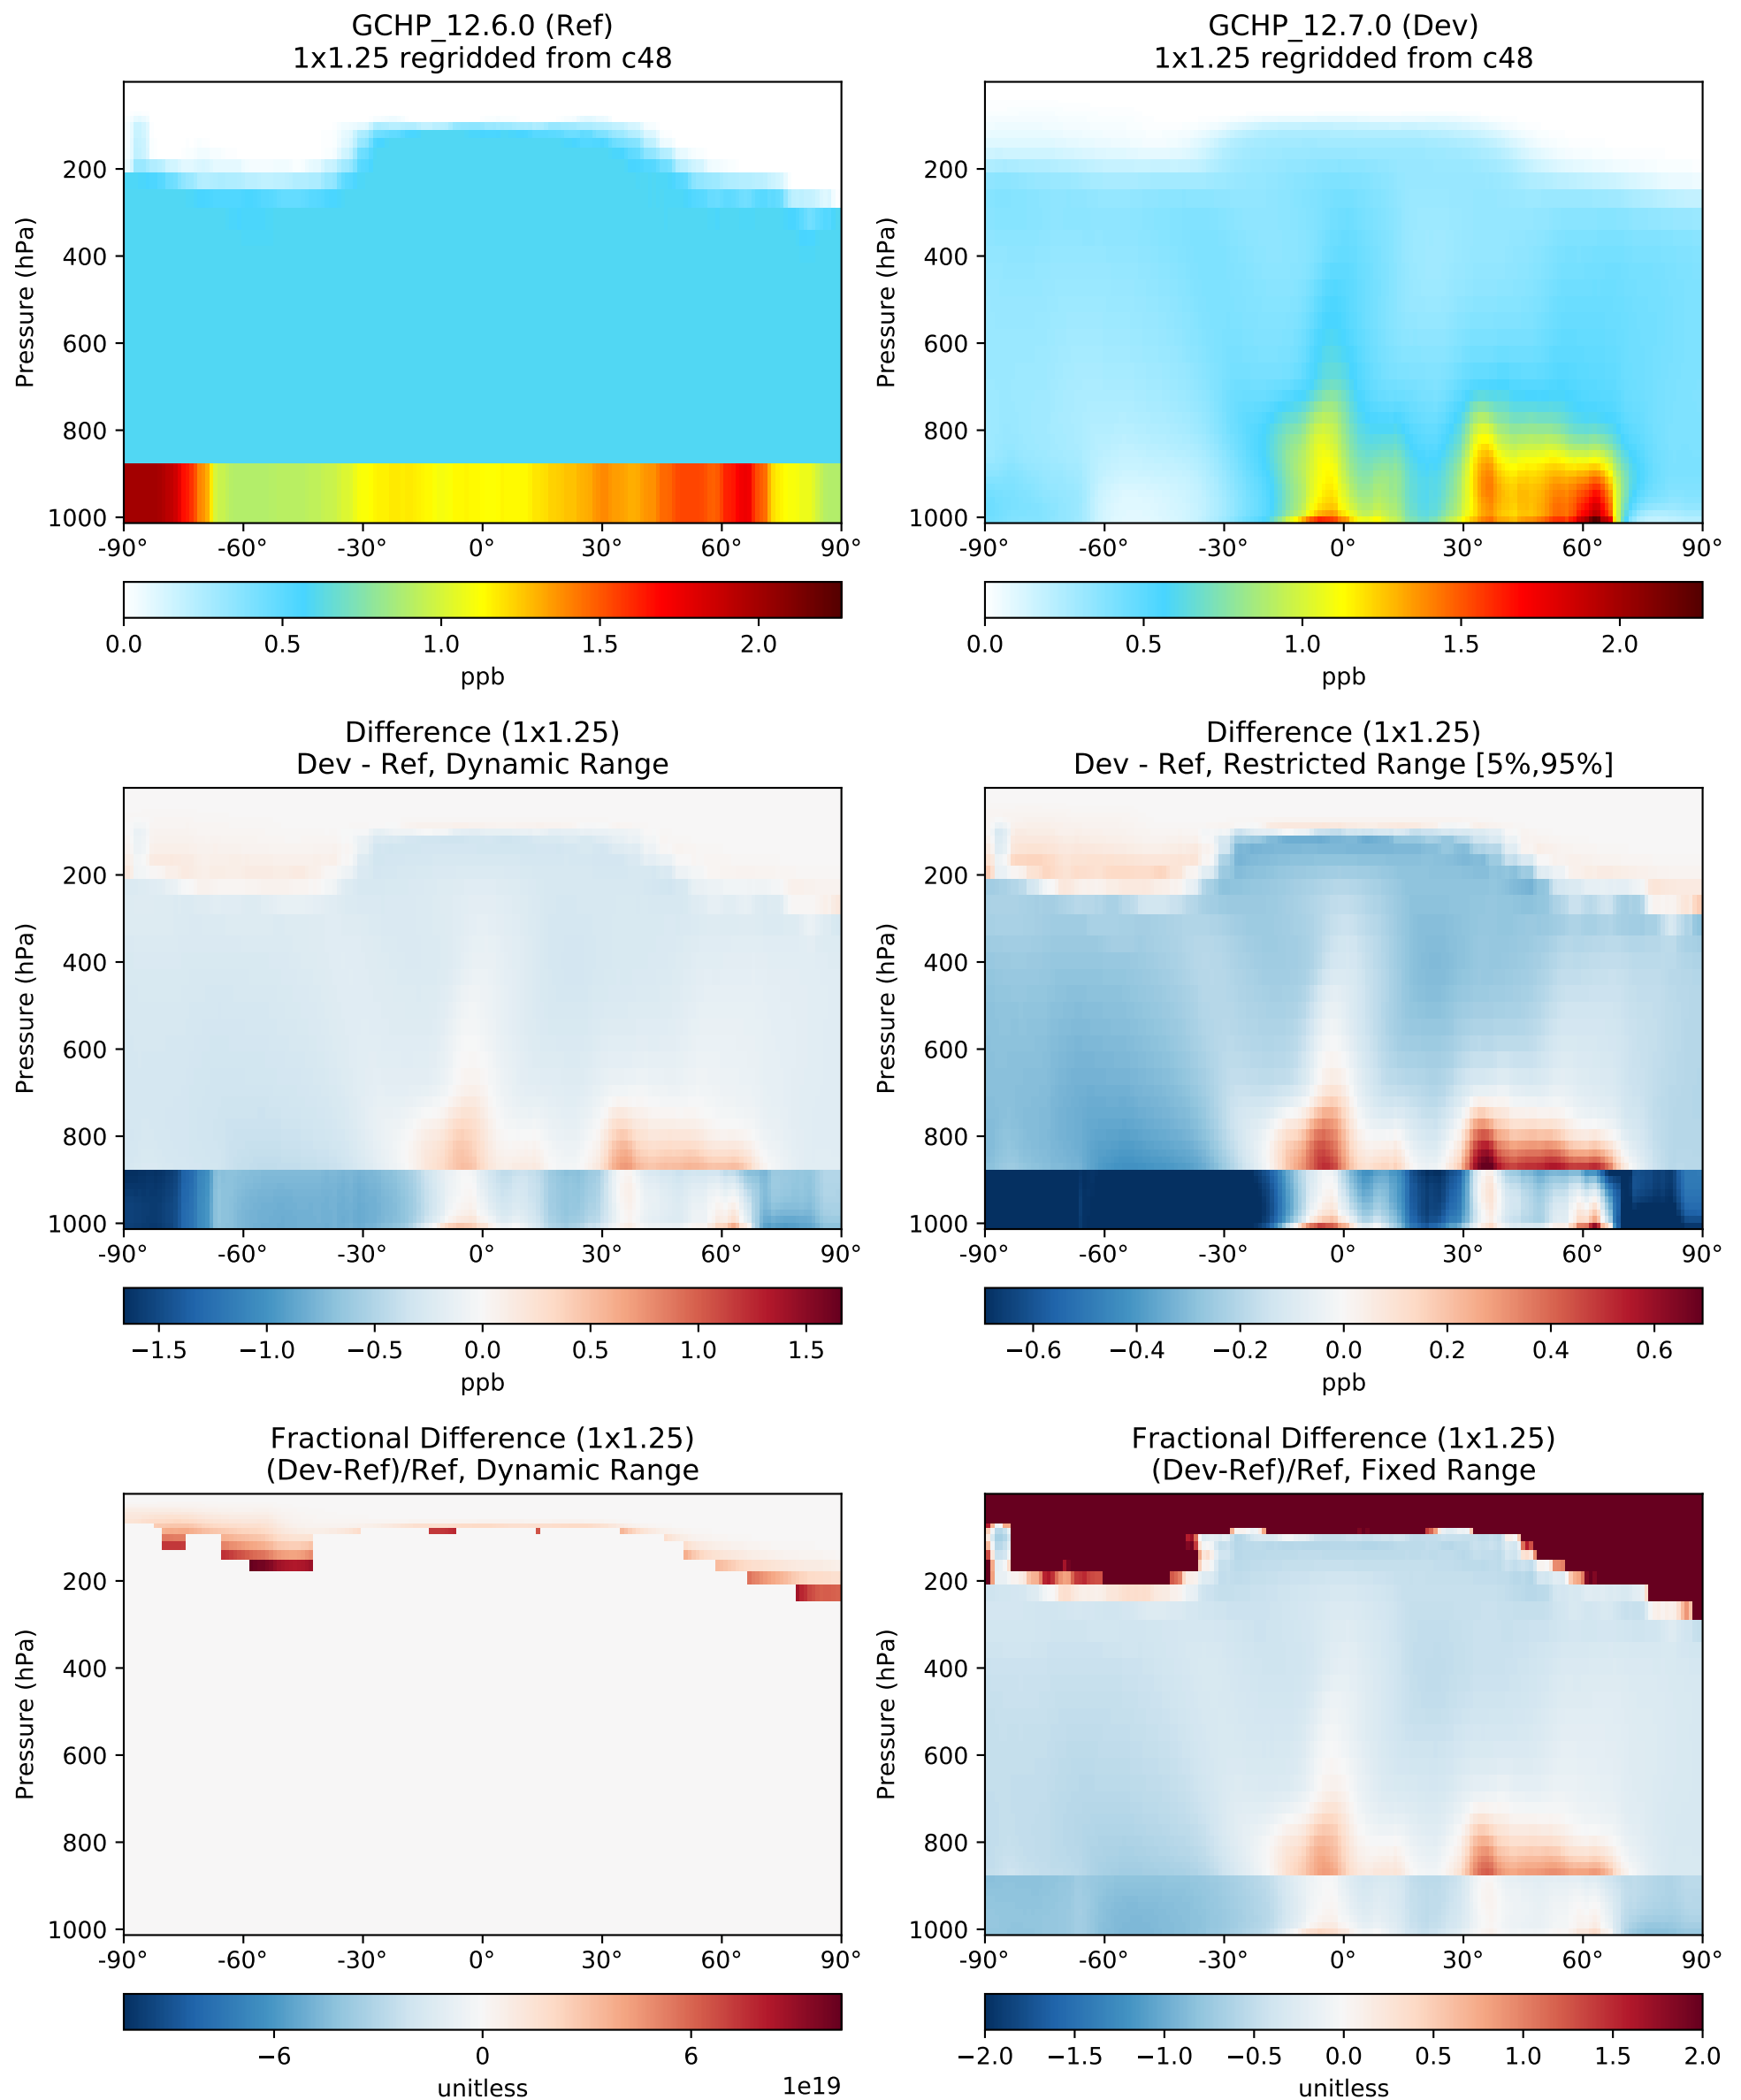 GCHP_12.6.0 (Ref)
1x1.25 regridded from c48
Pressure (hPa)
200
400
600
800
1000
-90° -60° -30° 0° 30° 60° 90°
0.0 0.5 1.0 1.5 2.0
ppb
GCHP_12.7.0 (Dev)
1x1.25 regridded from c48
Pressure (hPa)
200
400
600
800
1000
-90° -60° -30° 0° 30° 60° 90°
0.0 0.5 1.0 1.5 2.0
ppb
Difference (1x1.25)
Dev - Ref, Dynamic Range
Pressure (hPa)
200
400
600
800
1000
-90° -60° -30° 0° 30° 60° 90°
−1.5 −1.0 −0.5 0.0 0.5 1.0 1.5
ppb
Difference (1x1.25)
Dev - Ref, Restricted Range [5%,95%]
Pressure (hPa)
200
400
600
800
1000
-90° -60° -30° 0° 30° 60° 90°
−0.6 −0.4 −0.2 0.0 0.2 0.4 0.6
ppb
Fractional Difference (1x1.25)
(Dev-Ref)/Ref, Dynamic Range
Pressure (hPa)
200
400
600
800
1000
-90° -60° -30° 0° 30° 60° 90°
−6 0 6
unitless 1e19
Fractional Difference (1x1.25)
(Dev-Ref)/Ref, Fixed Range
Pressure (hPa)
200
400
600
800
1000
-90° -60° -30° 0° 30° 60° 90°
−2.0 −1.5 −1.0 −0.5 0.0 0.5 1.0 1.5 2.0
unitless